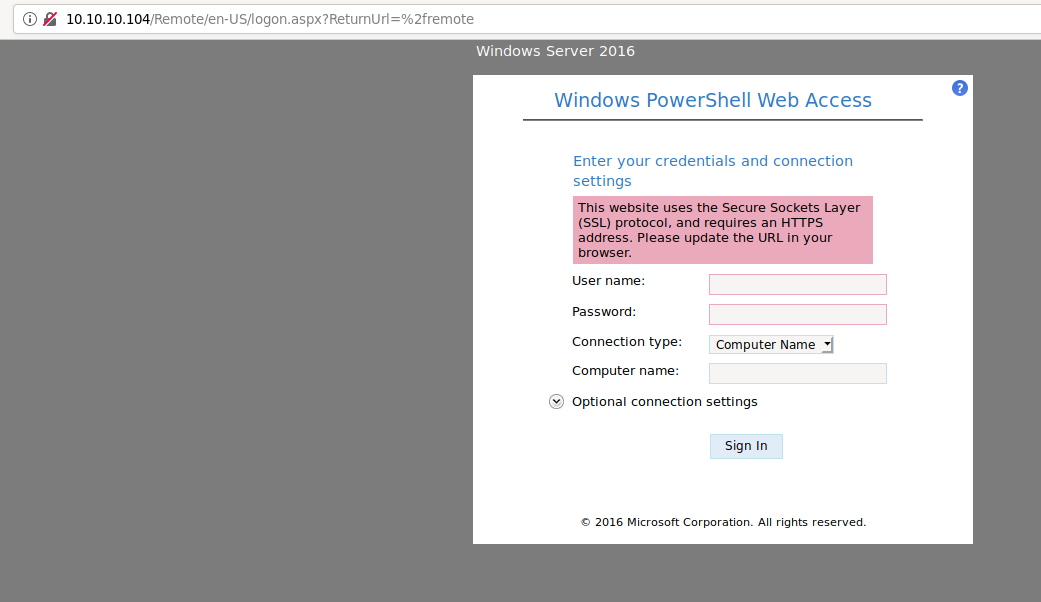 10.10.10.104/Remote/en-US/logon.aspx?ReturnUrl=%2fremote
Windows Server 2016
?
Windows PowerShell Web Access
Enter your credentials and connection
settings
This website uses the Secure Sockets Layer
(SSL) protocol, and requires an HTTPS
address. Please update the URL in your
browser.
User name:
Password:
Connection type: Computer Name
Computer name:
Optional connection settings
Sign In
© 2016 Microsoft Corporation. All rights reserved.